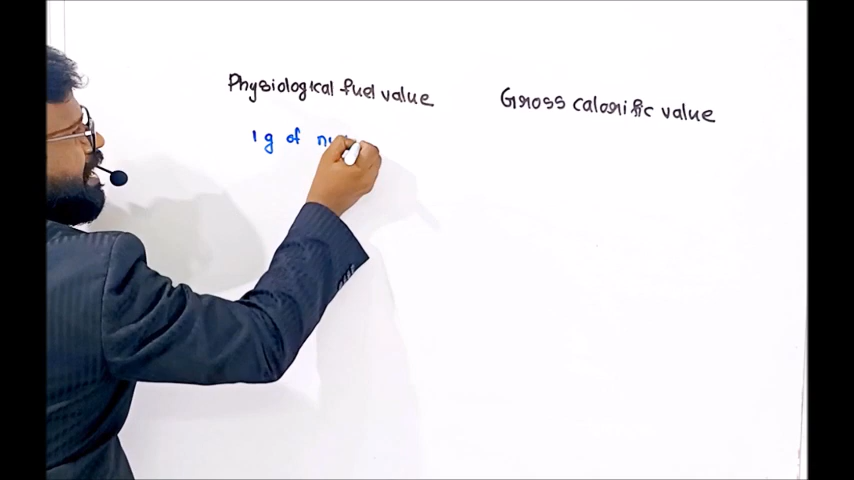 Physiological fuel value
Gross calorific value
1 g of